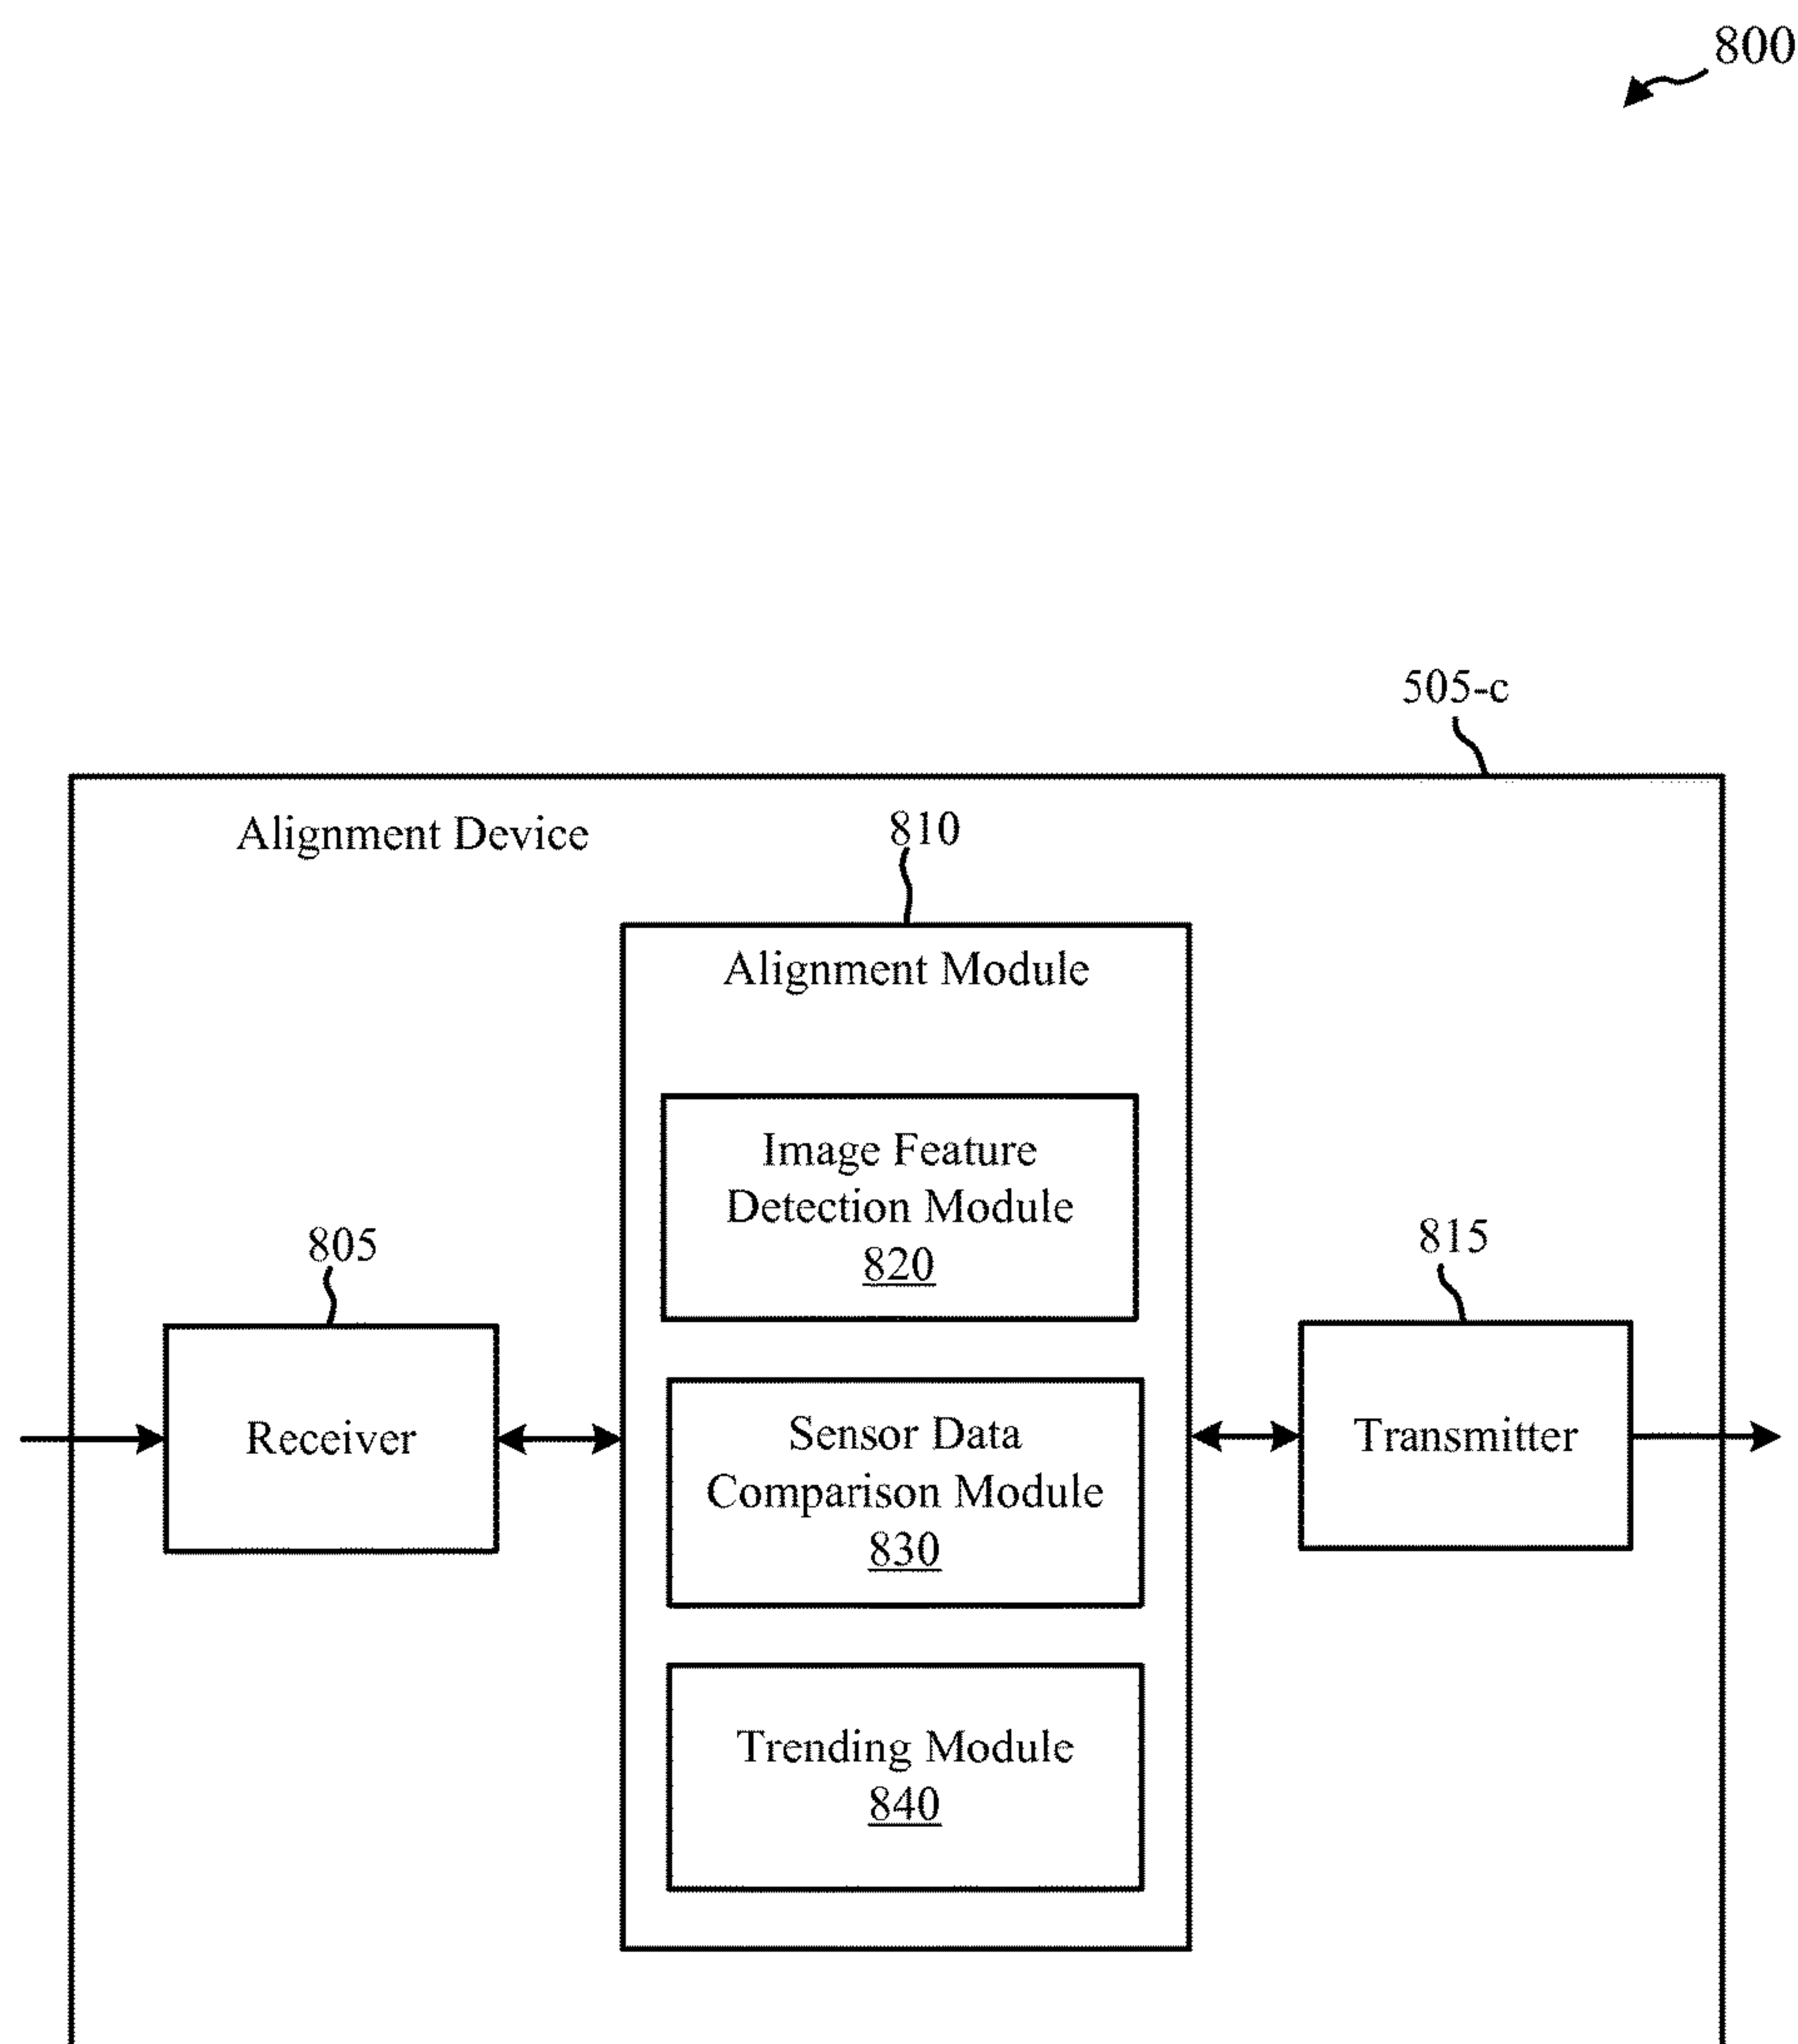 800
505-c
Alignment Device
810
Alignment Module
Image Feature
Detection Module
820
805
815
Receiver
Sensor Data
Comparison Module
830
Transmitter
Trending Module
840